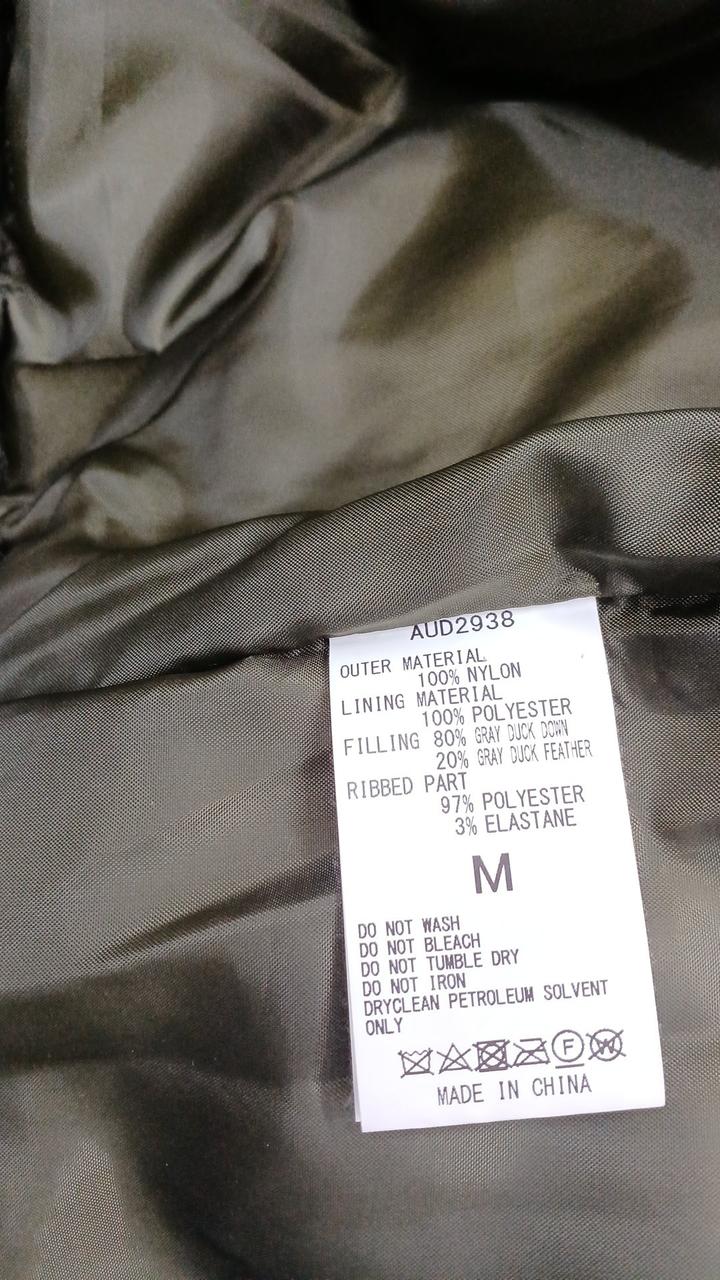 AUD2938
OUTER MATERIAL
100% NYLON
LINING MATERIAL
100% POLYESTER
FILLING 80% GRAY DUCK DOWN
20% GRAY DUCK FEATHER
RIBBED PART
97% POLYESTER
3% ELASTANE
M
DO NOT WASH
DO NOT BLEACH
DO NOT TUMBLE DRY
DO NOT IRON
DRYCLEAN PETROLEUM SOLVENT
ONLY
F W
MADE IN CHINA